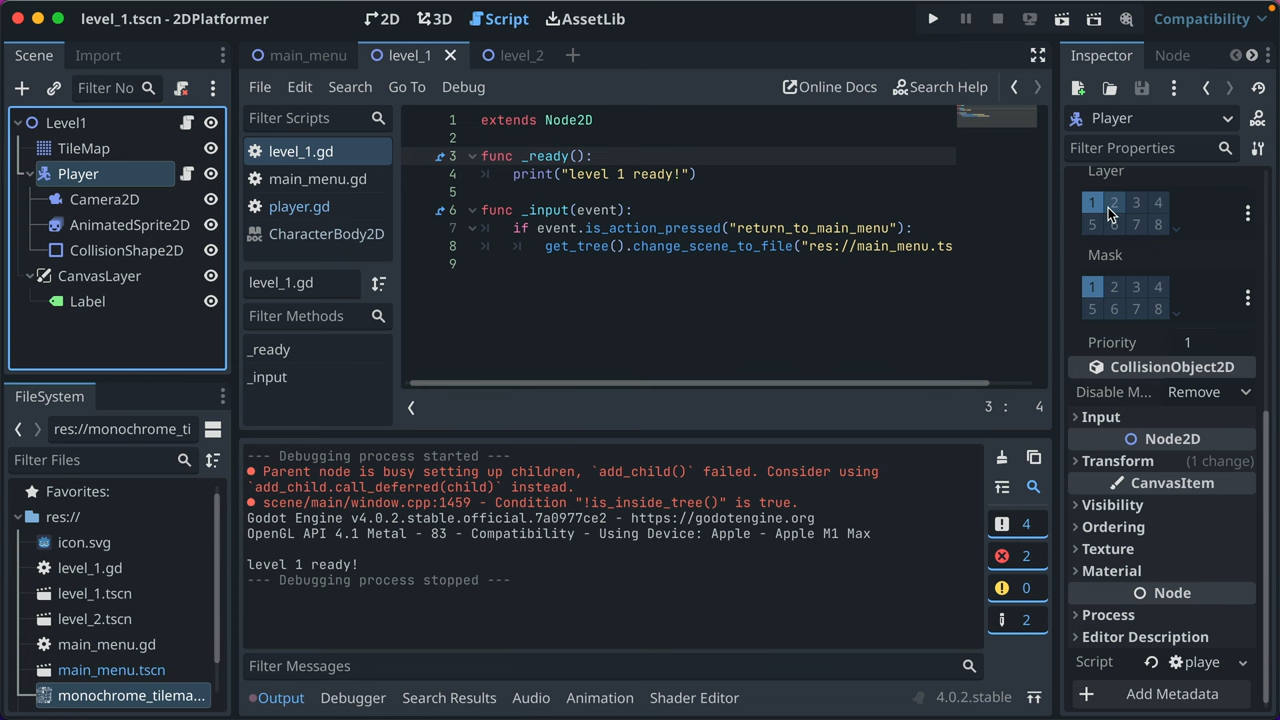 level_1.tscn - 2DPlatformer
2D
3D
Script
AssetLib
Compatibility
Scene
Import
Filter No
Level1
TileMap
Player
Camera2D
AnimatedSprite2D
CollisionShape2D
CanvasLayer
Label
FileSystem
res://monochrome_ti
Filter Files
Favorites:
res://
icon.svg
level_1.gd
level_1.tscn
level_2.tscn
main_menu.gd
main_menu.tscn
monochrome_tilema...
main_menu
level_1
level_2
File
Edit
Search
Go To
Debug
Online Docs
Search Help
Filter Scripts
level_1.gd
main_menu.gd
player.gd
CharacterBody2D
level_1.gd
Filter Methods
_ready
_input
1 extends Node2D
2
3 func _ready():
4 print("level 1 ready!")
5
6 func _input(event):
7 if event.is_action_pressed("return_to_main_menu"):
8 get_tree().change_scene_to_file("res://main_menu.ts
9
3 : 4
--- Debugging process started ---
Parent node is busy setting up children, `add_child()` failed. Consider using
`add_child.call_deferred(child)` instead.
scene/main/window.cpp:1459 - Condition "!is_inside_tree()" is true.
Godot Engine v4.0.2.stable.official.7a0977ce2 - https://godotengine.org
OpenGL API 4.1 Metal - 83 - Compatibility - Using Device: Apple - Apple M1 Max
level 1 ready!
--- Debugging process stopped ---
4
2
0
2
Filter Messages
Output
Debugger
Search Results
Audio
Animation
Shader Editor
4.0.2.stable
Inspector
Node
Player
Filter Properties
Layer
1 2 3 4
5 6 7 8
Mask
1 2 3 4
5 6 7 8
Priority 1
CollisionObject2D
Disable M... Remove
Input
Node2D
Transform (1 change)
CanvasItem
Visibility
Ordering
Texture
Material
Node
Process
Editor Description
Script playe
Add Metadata